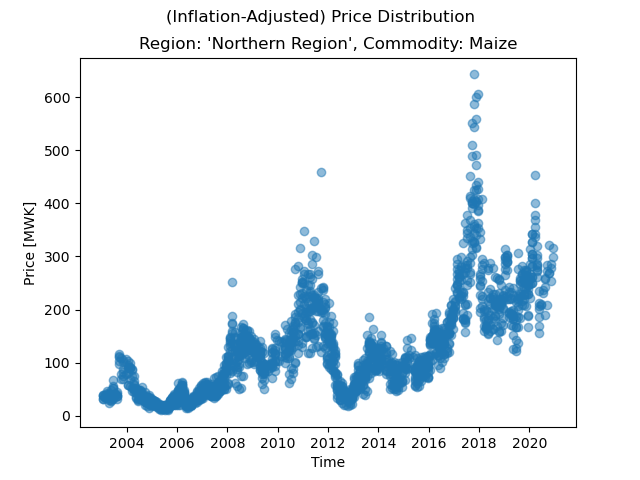 (Inflation-Adjusted) Price Distribution
Region: 'Northern Region', Commodity: Maize
Price [MWK]
600
500
400
300
200
100
0
2004 2006 2008 2010 2012 2014 2016 2018 2020
Time